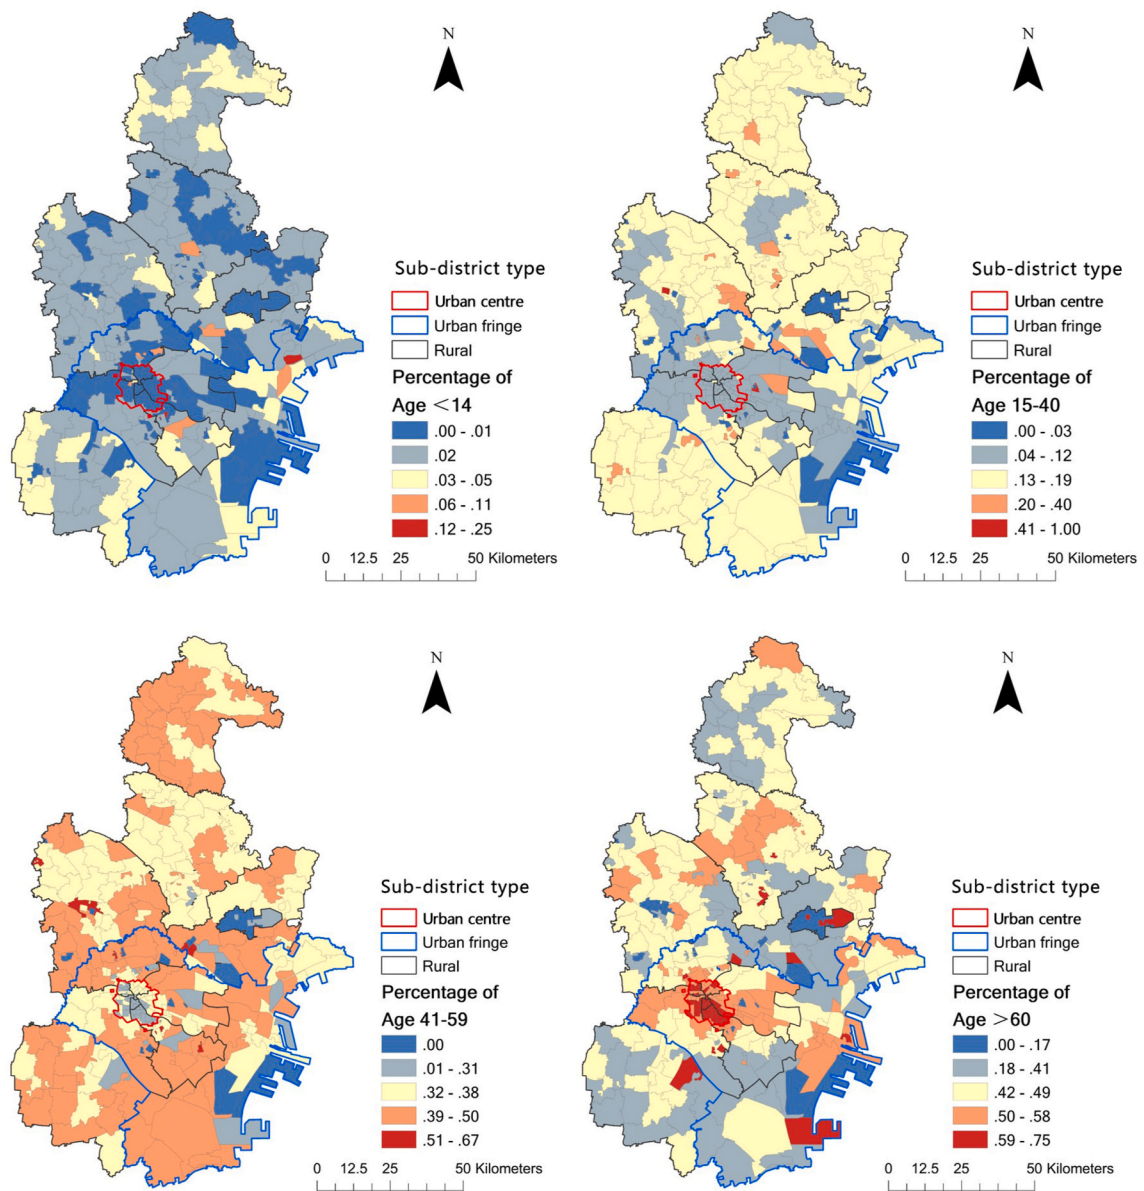 N
Sub-district type
Urban centre
Urban fringe
Rural
Percentage of
Age <14
.00 - .01
.02
.03 - .05
.06 - .11
.12 - .25
0 12.5 25 50 Kilometers
N
Sub-district type
Urban centre
Urban fringe
Rural
Percentage of
Age 15-40
.00 - .03
.04 - .12
.13 - .19
.20 - .40
.41 - 1.00
0 12.5 25 50 Kilometers
N
Sub-district type
Urban centre
Urban fringe
Rural
Percentage of
Age 41-59
.00
.01 - .31
.32 - .38
.39 - .50
.51 - .67
0 12.5 25 50 Kilometers
N
Sub-district type
Urban centre
Urban fringe
Rural
Percentage of
Age >60
.00 - .17
.18 - .41
.42 - .49
.50 - .58
.59 - .75
0 12.5 25 50 Kilometers